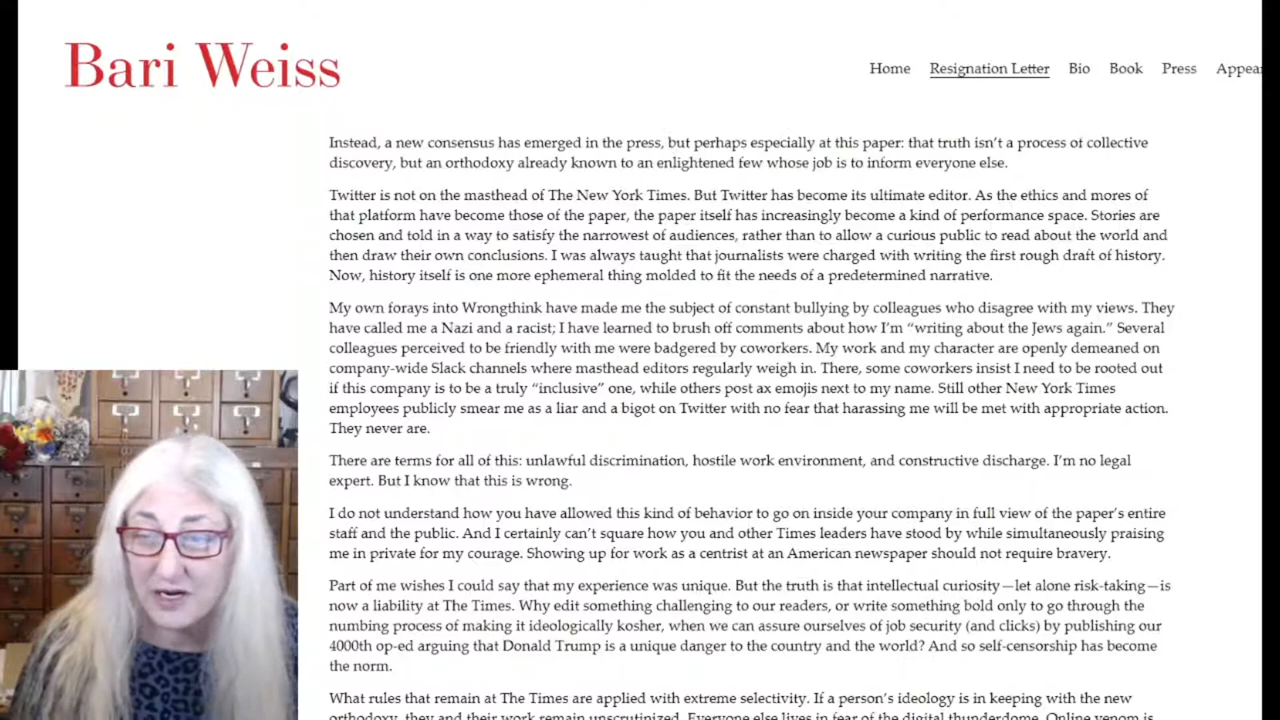 Bari Weiss
Home Resignation Letter Bio Book Press Appea
Instead, a new consensus has emerged in the press, but perhaps especially at this paper: that truth isn't a process of collective
discovery, but an orthodoxy already known to an enlightened few whose job is to inform everyone else.
Twitter is not on the masthead of The New York Times. But Twitter has become its ultimate editor. As the ethics and mores of
that platform have become those of the paper, the paper itself has increasingly become a kind of performance space. Stories are
chosen and told in a way to satisfy the narrowest of audiences, rather than to allow a curious public to read about the world and
then draw their own conclusions. I was always taught that journalists were charged with writing the first rough draft of history.
Now, history itself is one more ephemeral thing molded to fit the needs of a predetermined narrative.
My own forays into Wrongthink have made me the subject of constant bullying by colleagues who disagree with my views. They
have called me a Nazi and a racist; I have learned to brush off comments about how I'm “writing about the Jews again.” Several
colleagues perceived to be friendly with me were badgered by coworkers. My work and my character are openly demeaned on
company-wide Slack channels where masthead editors regularly weigh in. There, some coworkers insist I need to be rooted out
if this company is to be a truly “inclusive” one, while others post ax emojis next to my name. Still other New York Times
employees publicly smear me as a liar and a bigot on Twitter with no fear that harassing me will be met with appropriate action.
They never are.
There are terms for all of this: unlawful discrimination, hostile work environment, and constructive discharge. I'm no legal
expert. But I know that this is wrong.
I do not understand how you have allowed this kind of behavior to go on inside your company in full view of the paper's entire
staff and the public. And I certainly can't square how you and other Times leaders have stood by while simultaneously praising
me in private for my courage. Showing up for work as a centrist at an American newspaper should not require bravery.
Part of me wishes I could say that my experience was unique. But the truth is that intellectual curiosity—let alone risk-taking—is
now a liability at The Times. Why edit something challenging to our readers, or write something bold only to go through the
numbing process of making it ideologically kosher, when we can assure ourselves of job security (and clicks) by publishing our
4000th op-ed arguing that Donald Trump is a unique danger to the country and the world? And so self-censorship has become
the norm.
What rules that remain at The Times are applied with extreme selectivity. If a person's ideology is in keeping with the new
orthodoxy, they and their work remain unscrutinized. Everyone else lives in fear of the digital thunderdome. Online venom is